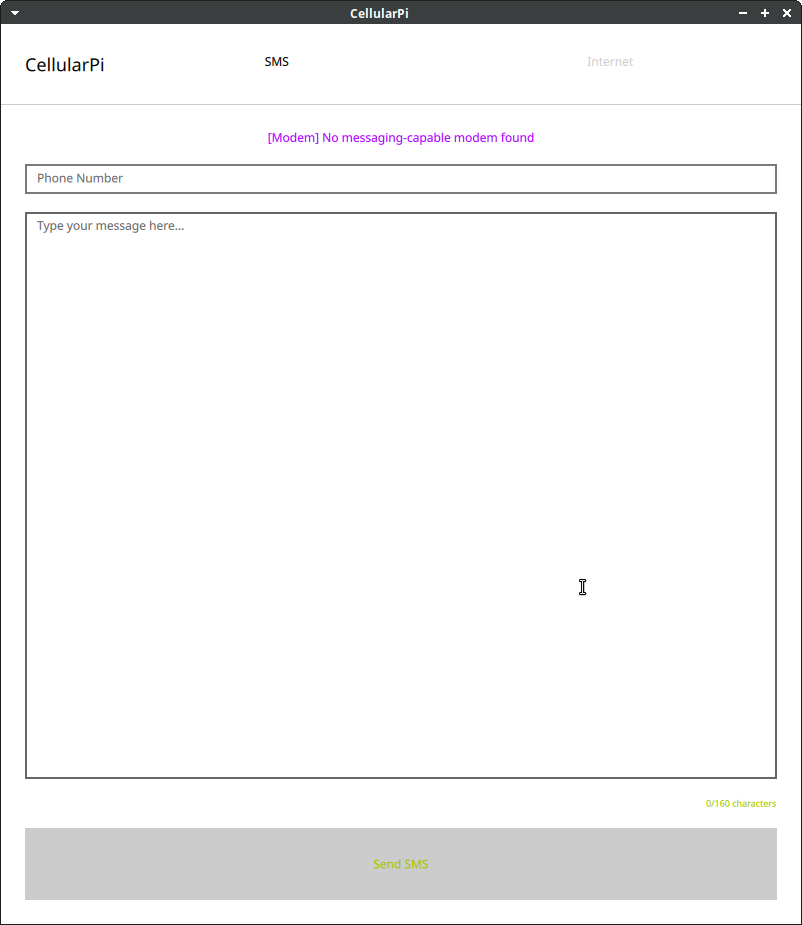 CellularPi
CellularPi
SMS
Internet
[Modem] No messaging-capable modem found
Phone Number
Type your message here...
0/160 characters
Send SMS